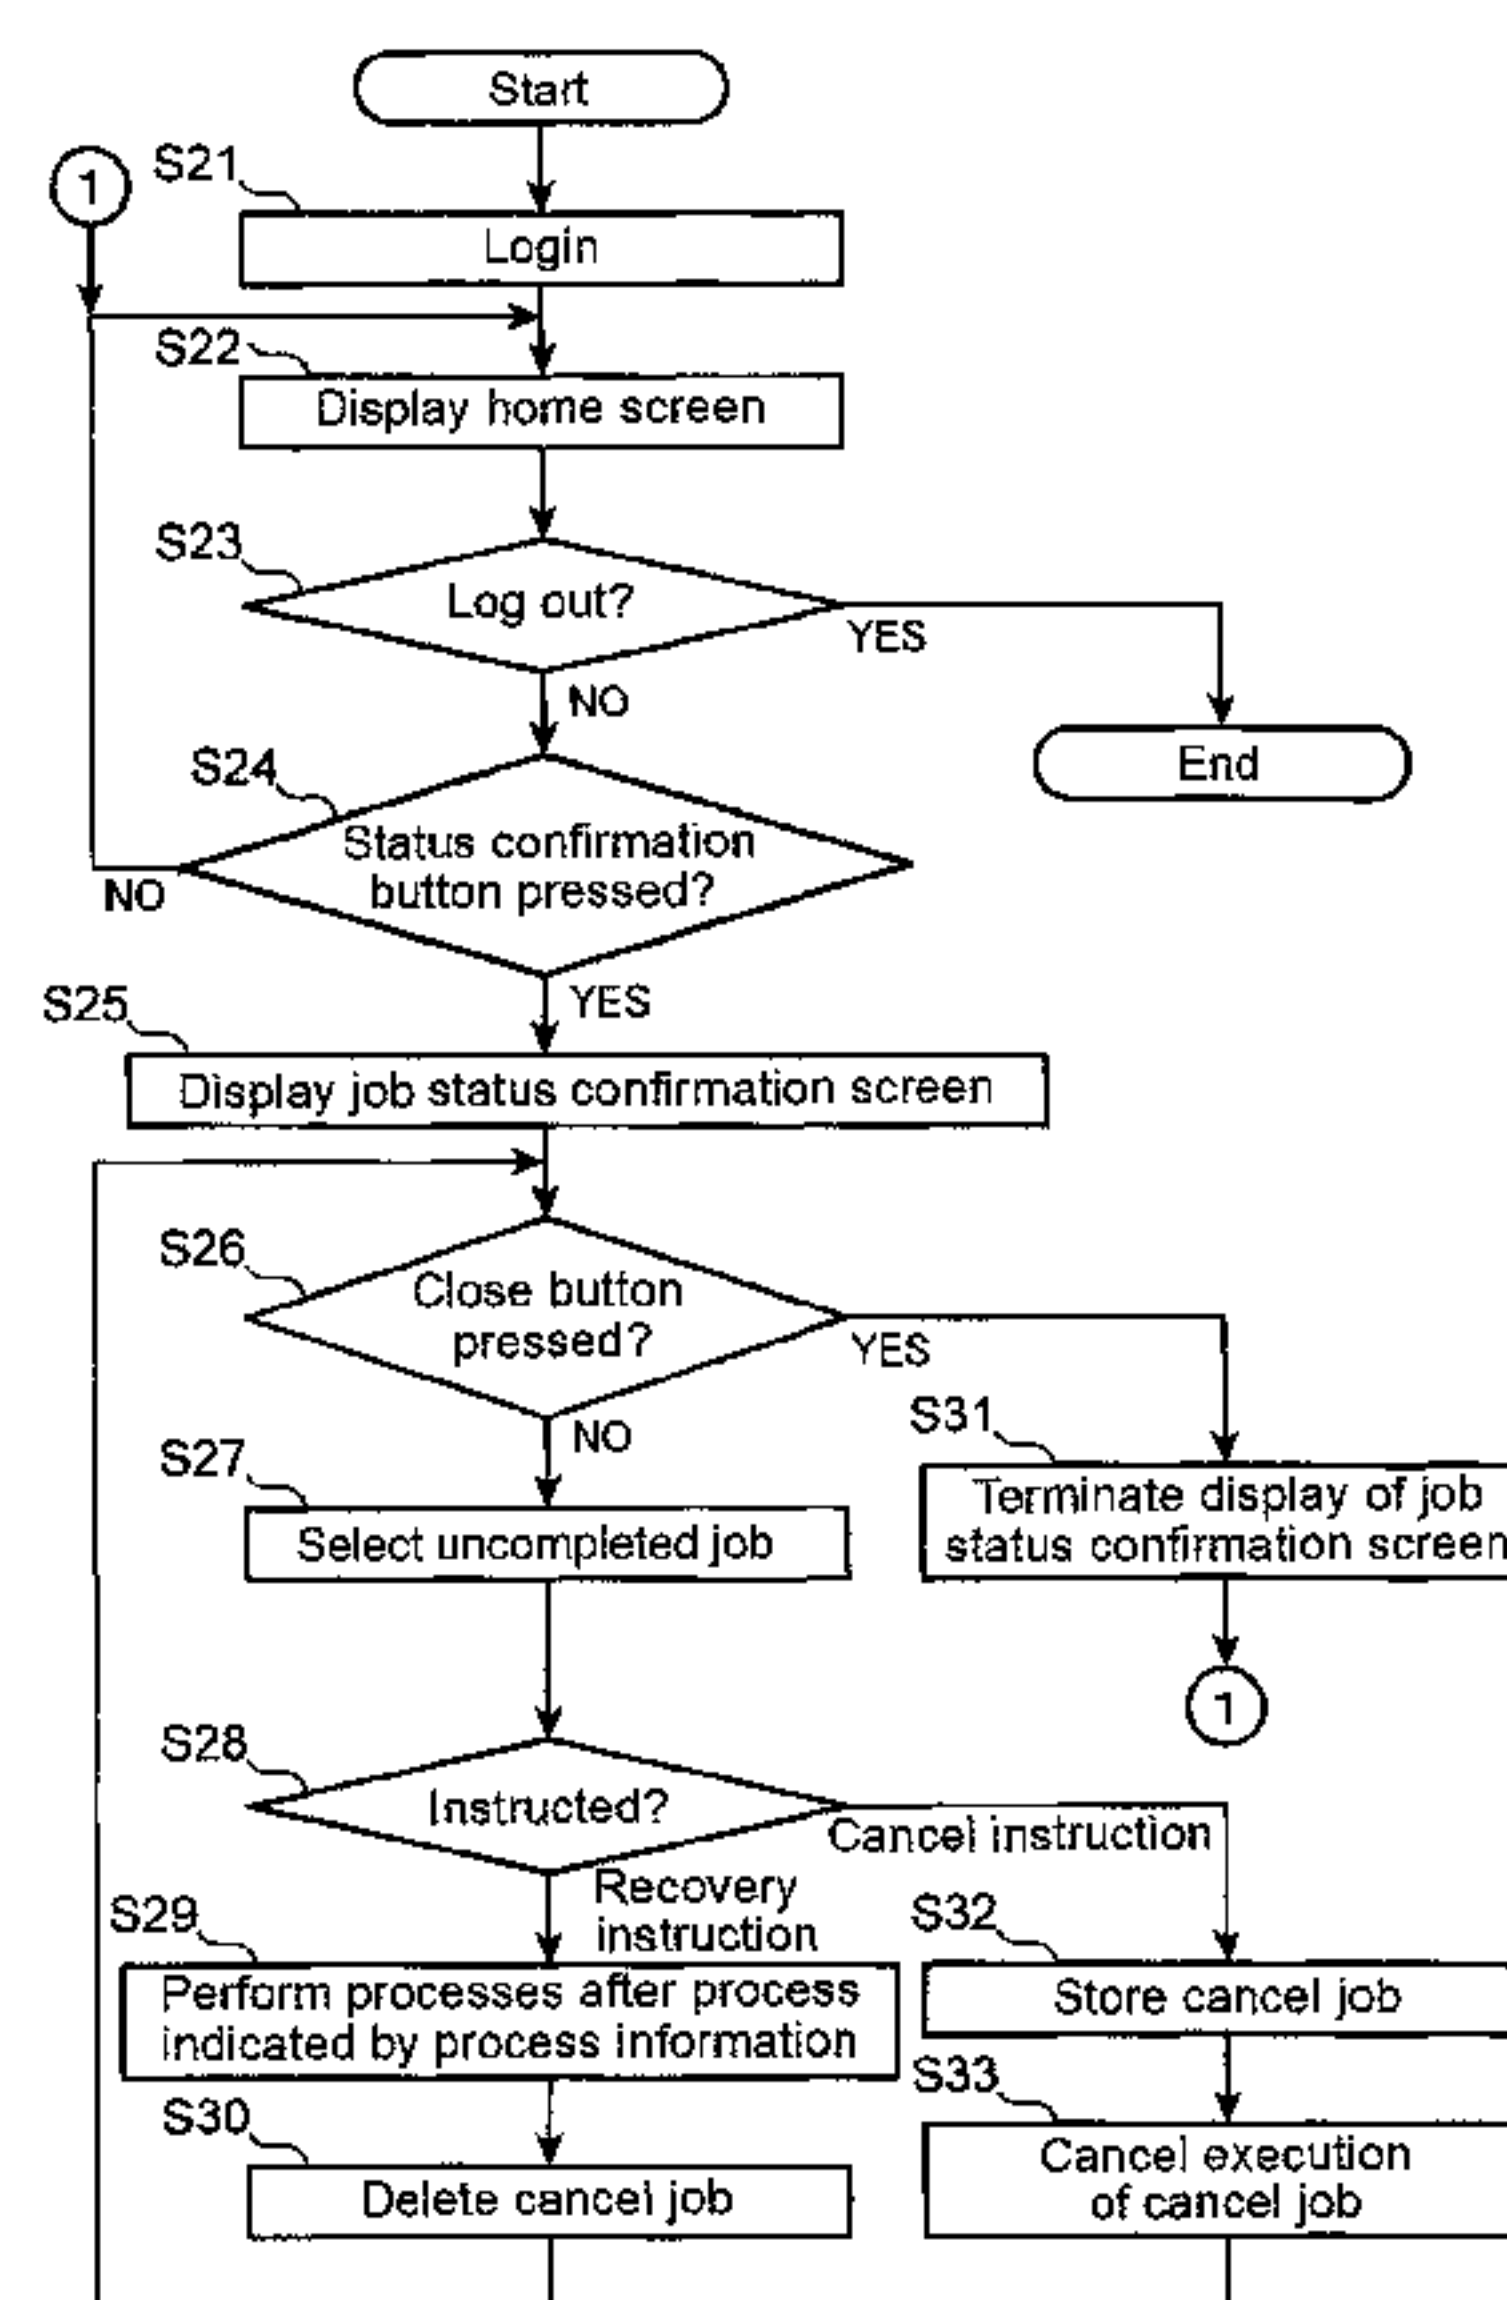 Start
1
S21
Login
S22
Display home screen
S23
Log out?
YES
NO
End
S24
Status confirmation
button pressed?
NO
YES
S25
Display job status confirmation screen
S26
Close button
pressed?
YES
NO
S31
Terminate display of job
status confirmation screen
S27
Select uncompleted job
1
S28
Instructed?
Cancel instruction
Recovery
instruction
S29
Perform processes after process
indicated by process information
S32
Store cancel job
S33
Cancel execution
of cancel job
S30
Delete cancel job